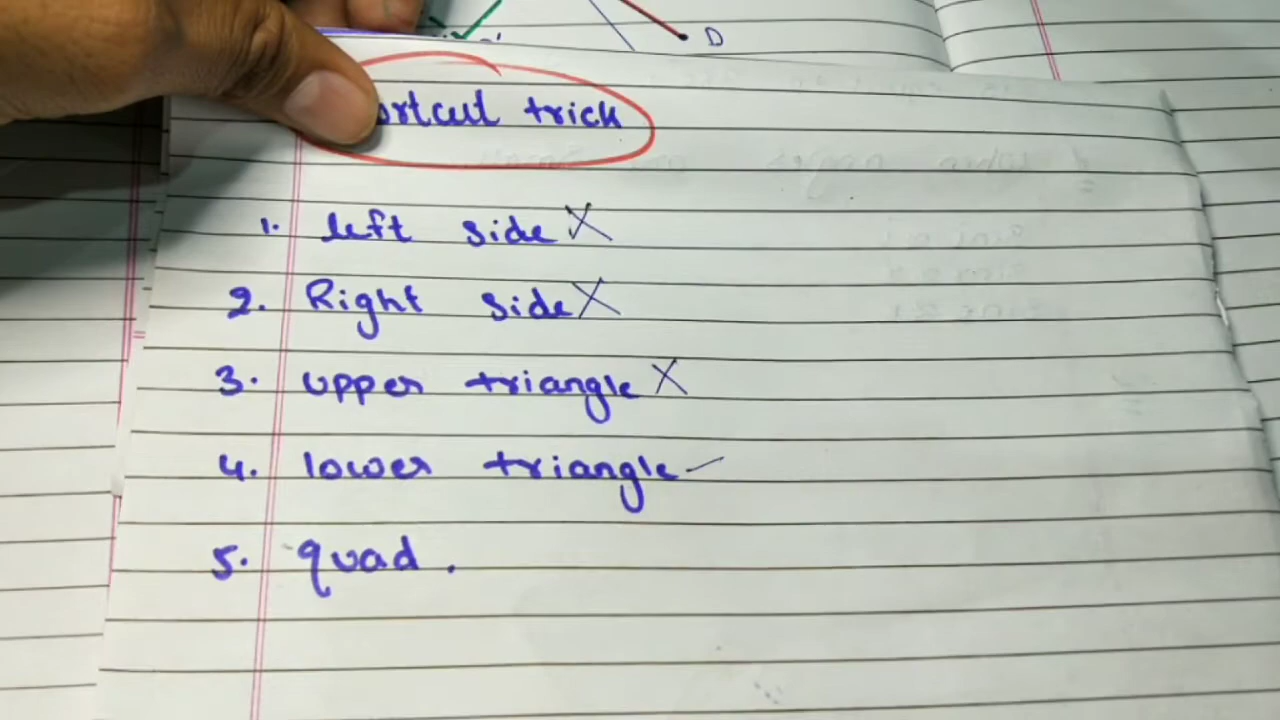 D
ortcut trick
1. left side X
2. Right side X
3. upper triangle X
4. lower triangle ✓
5. quad.